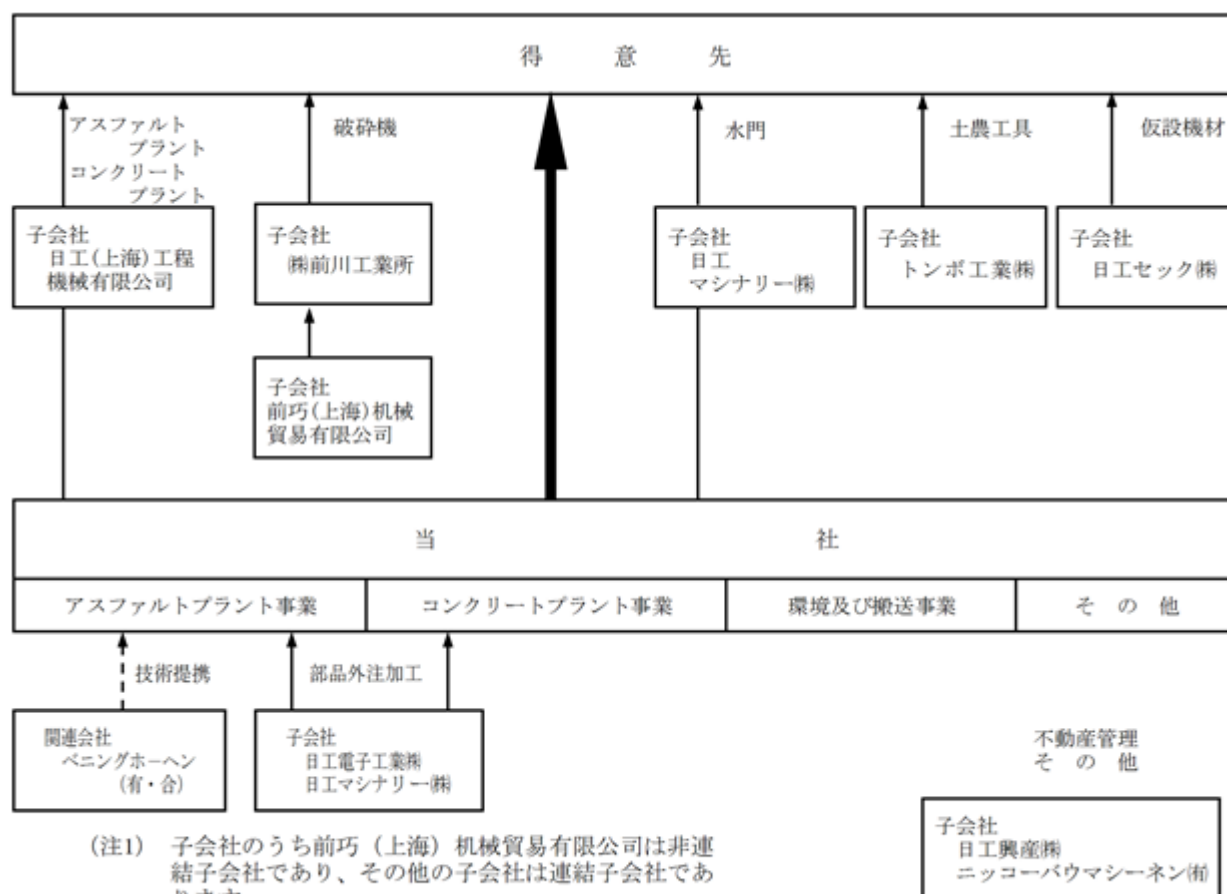 得　意　先
アスファルト
プラント
コンクリート
プラント
破砕機
水門
土農工具
仮設機材
子会社
日工(上海)工程
機械有限公司
子会社
㈱前川工業所
子会社
日工
マシナリー㈱
子会社
トンボ工業㈱
子会社
日工セック㈱
子会社
前巧(上海)机械
貿易有限公司
当　社
アスファルトプラント事業
コンクリートプラント事業
環境及び搬送事業
そ の 他
技術提携
部品外注加工
関連会社
ベニングホーヘン
(有・合)
子会社
日工電子工業㈱
日工マシナリー㈱
不動産管理
そ の 他
子会社
日工興産㈱
ニッコーバウマシーネン㈲
(注1)　子会社のうち前巧（上海）机械貿易有限公司は非連
結子会社であり、その他の子会社は連結子会社であ